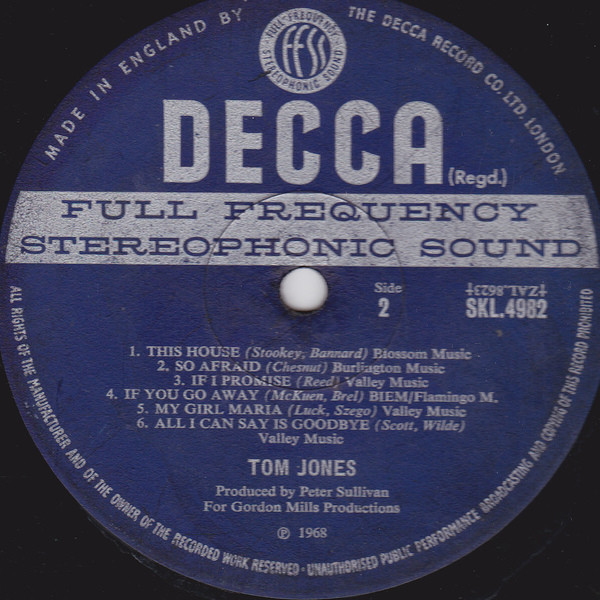 MADE IN ENGLAND BY
THE DECCA RECORD CO. LTD. LONDON
FULL FREQUENCY
STEREOPHONIC SOUND
FFSS
DECCA (Regd.)
FULL FREQUENCY
STEREOPHONIC SOUND
Side
2
‡ZAL.8623‡
SKL.4982
1. THIS HOUSE (Stookey, Bannard) Blossom Music
2. SO AFRAID (Chesnut) Burlington Music
3. IF I PROMISE (Reed) Valley Music
4. IF YOU GO AWAY (McKuen, Brel) BIEM/Flamingo M.
5. MY GIRL MARIA (Luck, Szego) Valley Music
6. ALL I CAN SAY IS GOODBYE (Scott, Wilde)
Valley Music
TOM JONES
Produced by Peter Sullivan
For Gordon Mills Productions
℗ 1968
ALL RIGHTS OF THE MANUFACTURER AND OF THE OWNER OF THE RECORDED WORK RESERVED · UNAUTHORISED PUBLIC PERFORMANCE BROADCASTING AND COPYING OF THIS RECORD PROHIBITED